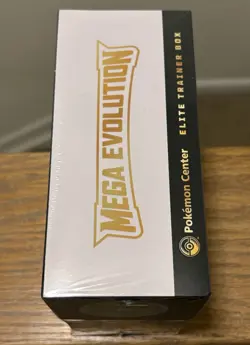 MEGA EVOLUTION
Pokémon Center
ELITE TRAINER BOX